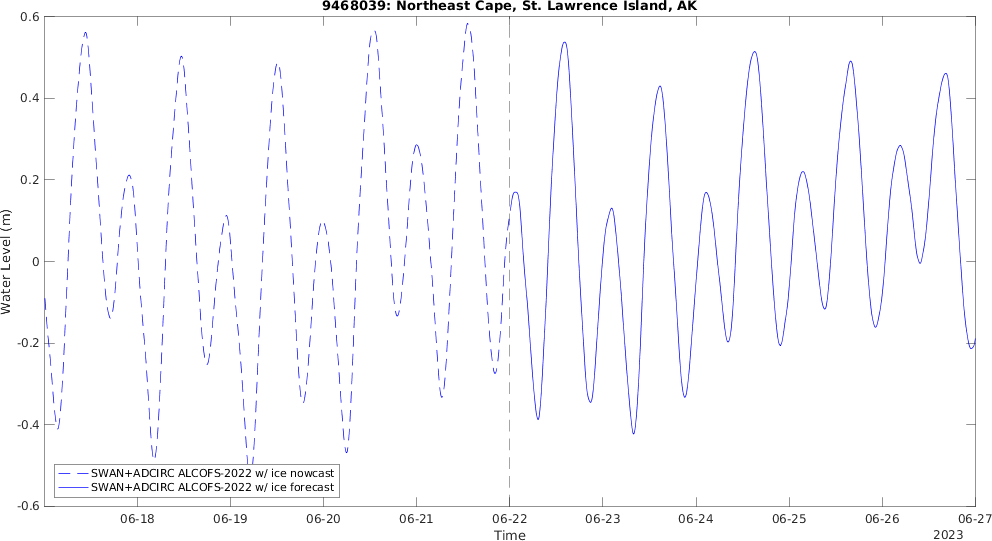 9468039: Northeast Cape, St. Lawrence Island, AK
0.6
0.4
0.2
0
-0.2
-0.4
-0.6
Water Level (m)
SWAN+ADCIRC ALCOFS-2022 w/ ice nowcast
SWAN+ADCIRC ALCOFS-2022 w/ ice forecast
06-18 06-19 06-20 06-21 06-22 06-23 06-24 06-25 06-26 06-27
Time
2023